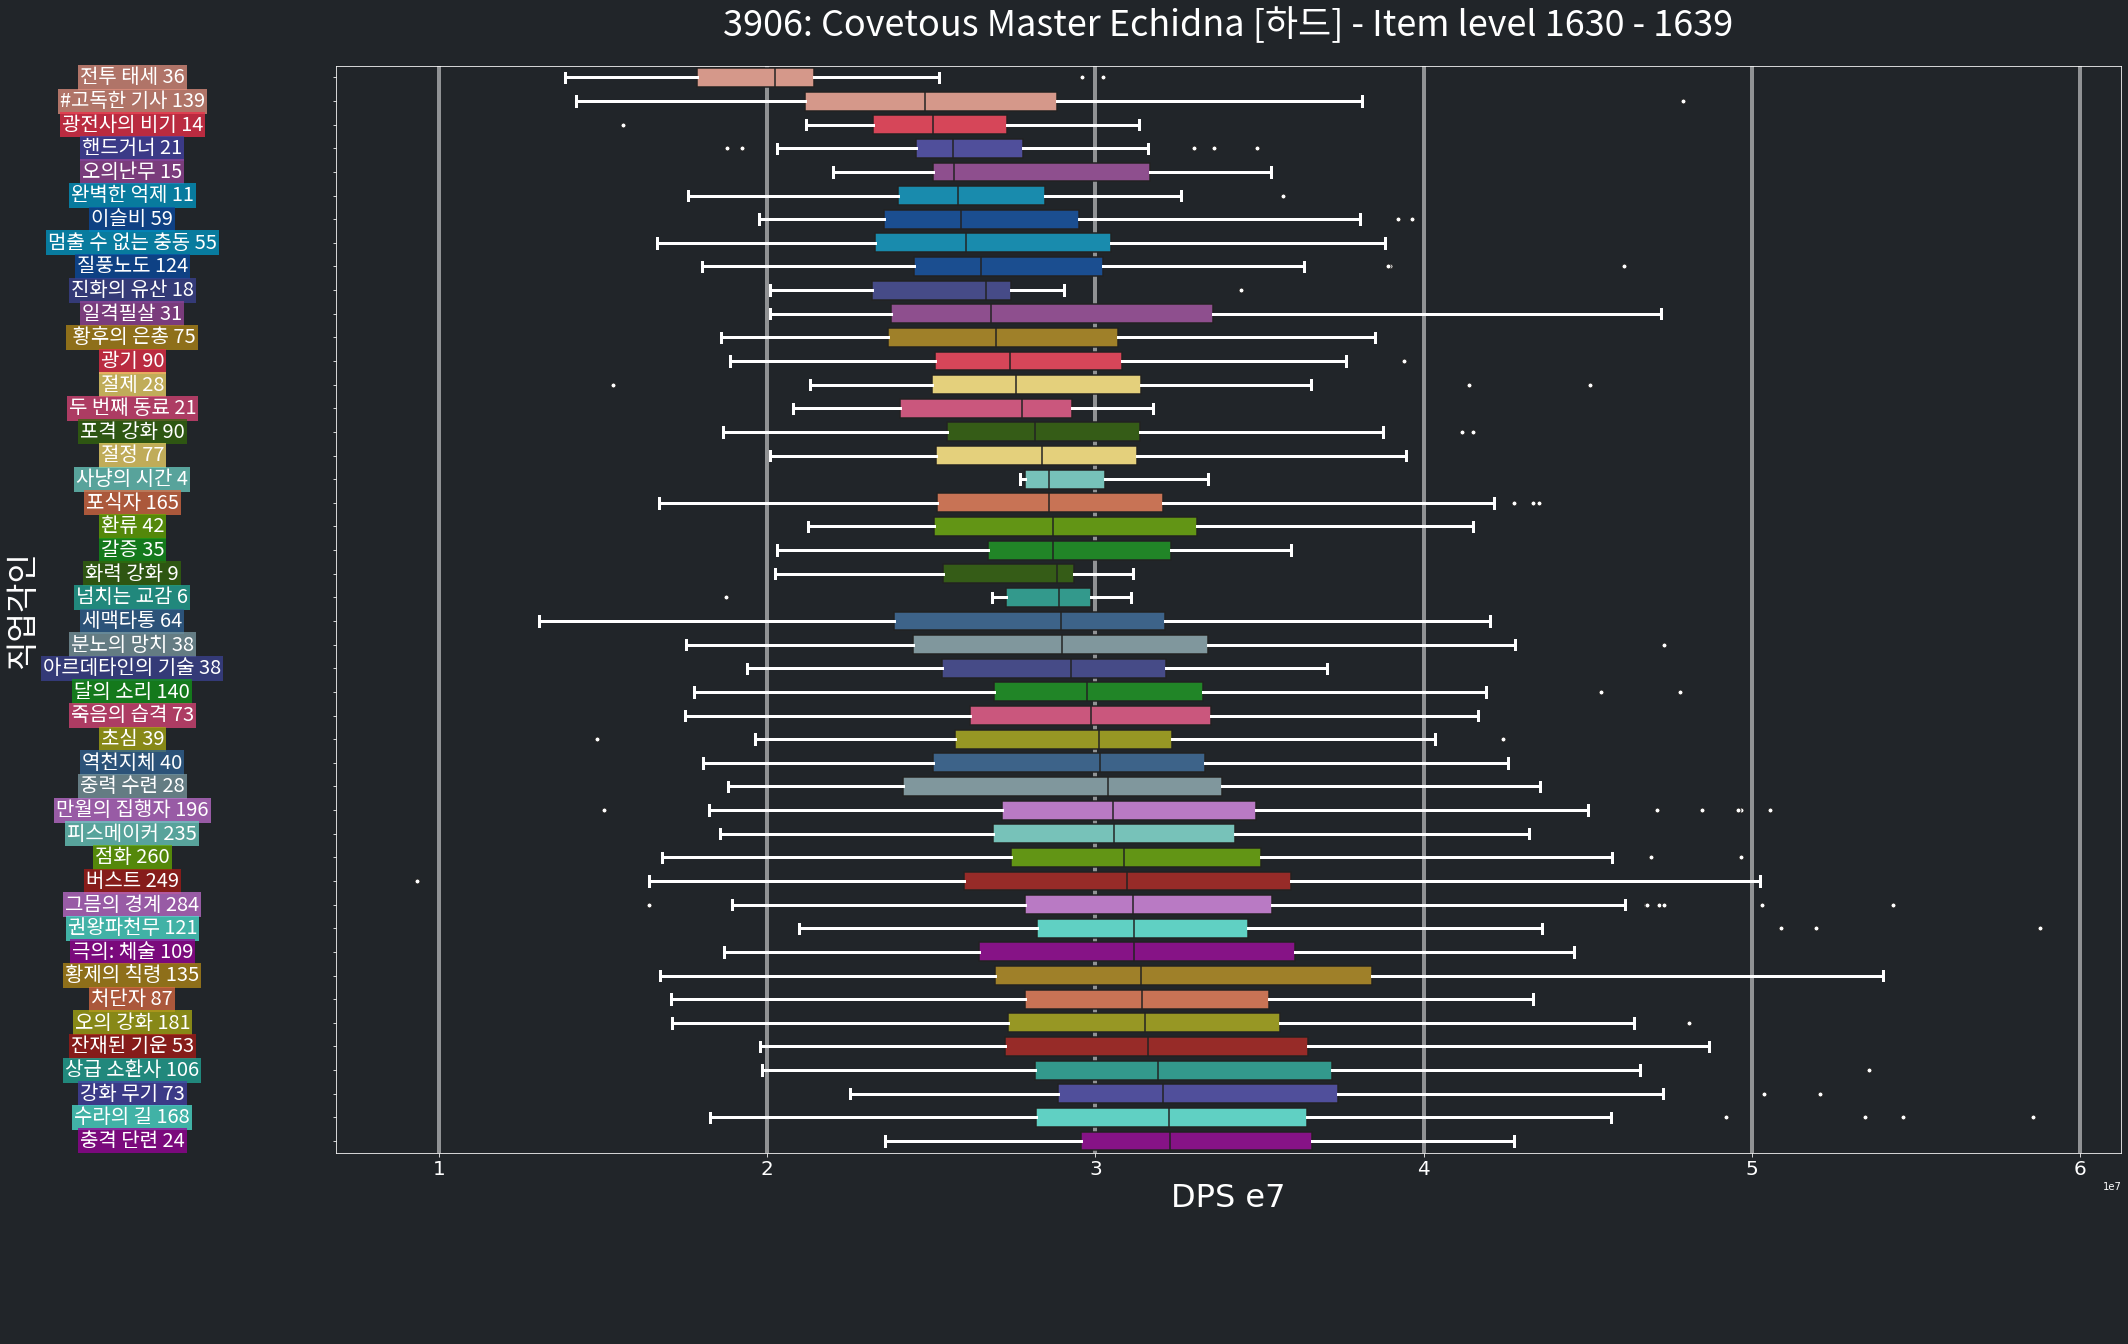 3906: Covetous Master Echidna [하드] - Item level 1630 - 1639
직업각인
전투 태세 36
#고독한 기사 139
광전사의 비기 14
핸드거너 21
오의난무 15
완벽한 억제 11
이슬비 59
멈출 수 없는 충동 55
질풍노도 124
진화의 유산 18
일격필살 31
황후의 은총 75
광기 90
절제 28
두 번째 동료 21
포격 강화 90
절정 77
사냥의 시간 4
포식자 165
환류 42
갈증 35
화력 강화 9
넘치는 교감 6
세맥타통 64
분노의 망치 38
아르데타인의 기술 38
달의 소리 140
죽음의 습격 73
초심 39
역천지체 40
중력 수련 28
만월의 집행자 196
피스메이커 235
점화 260
버스트 249
그믐의 경계 284
권왕파천무 121
극의: 체술 109
황제의 칙령 135
처단자 87
오의 강화 181
잔재된 기운 53
상급 소환사 106
강화 무기 73
수라의 길 168
충격 단련 24
1 2 3 4 5 6
1e7
DPS e7